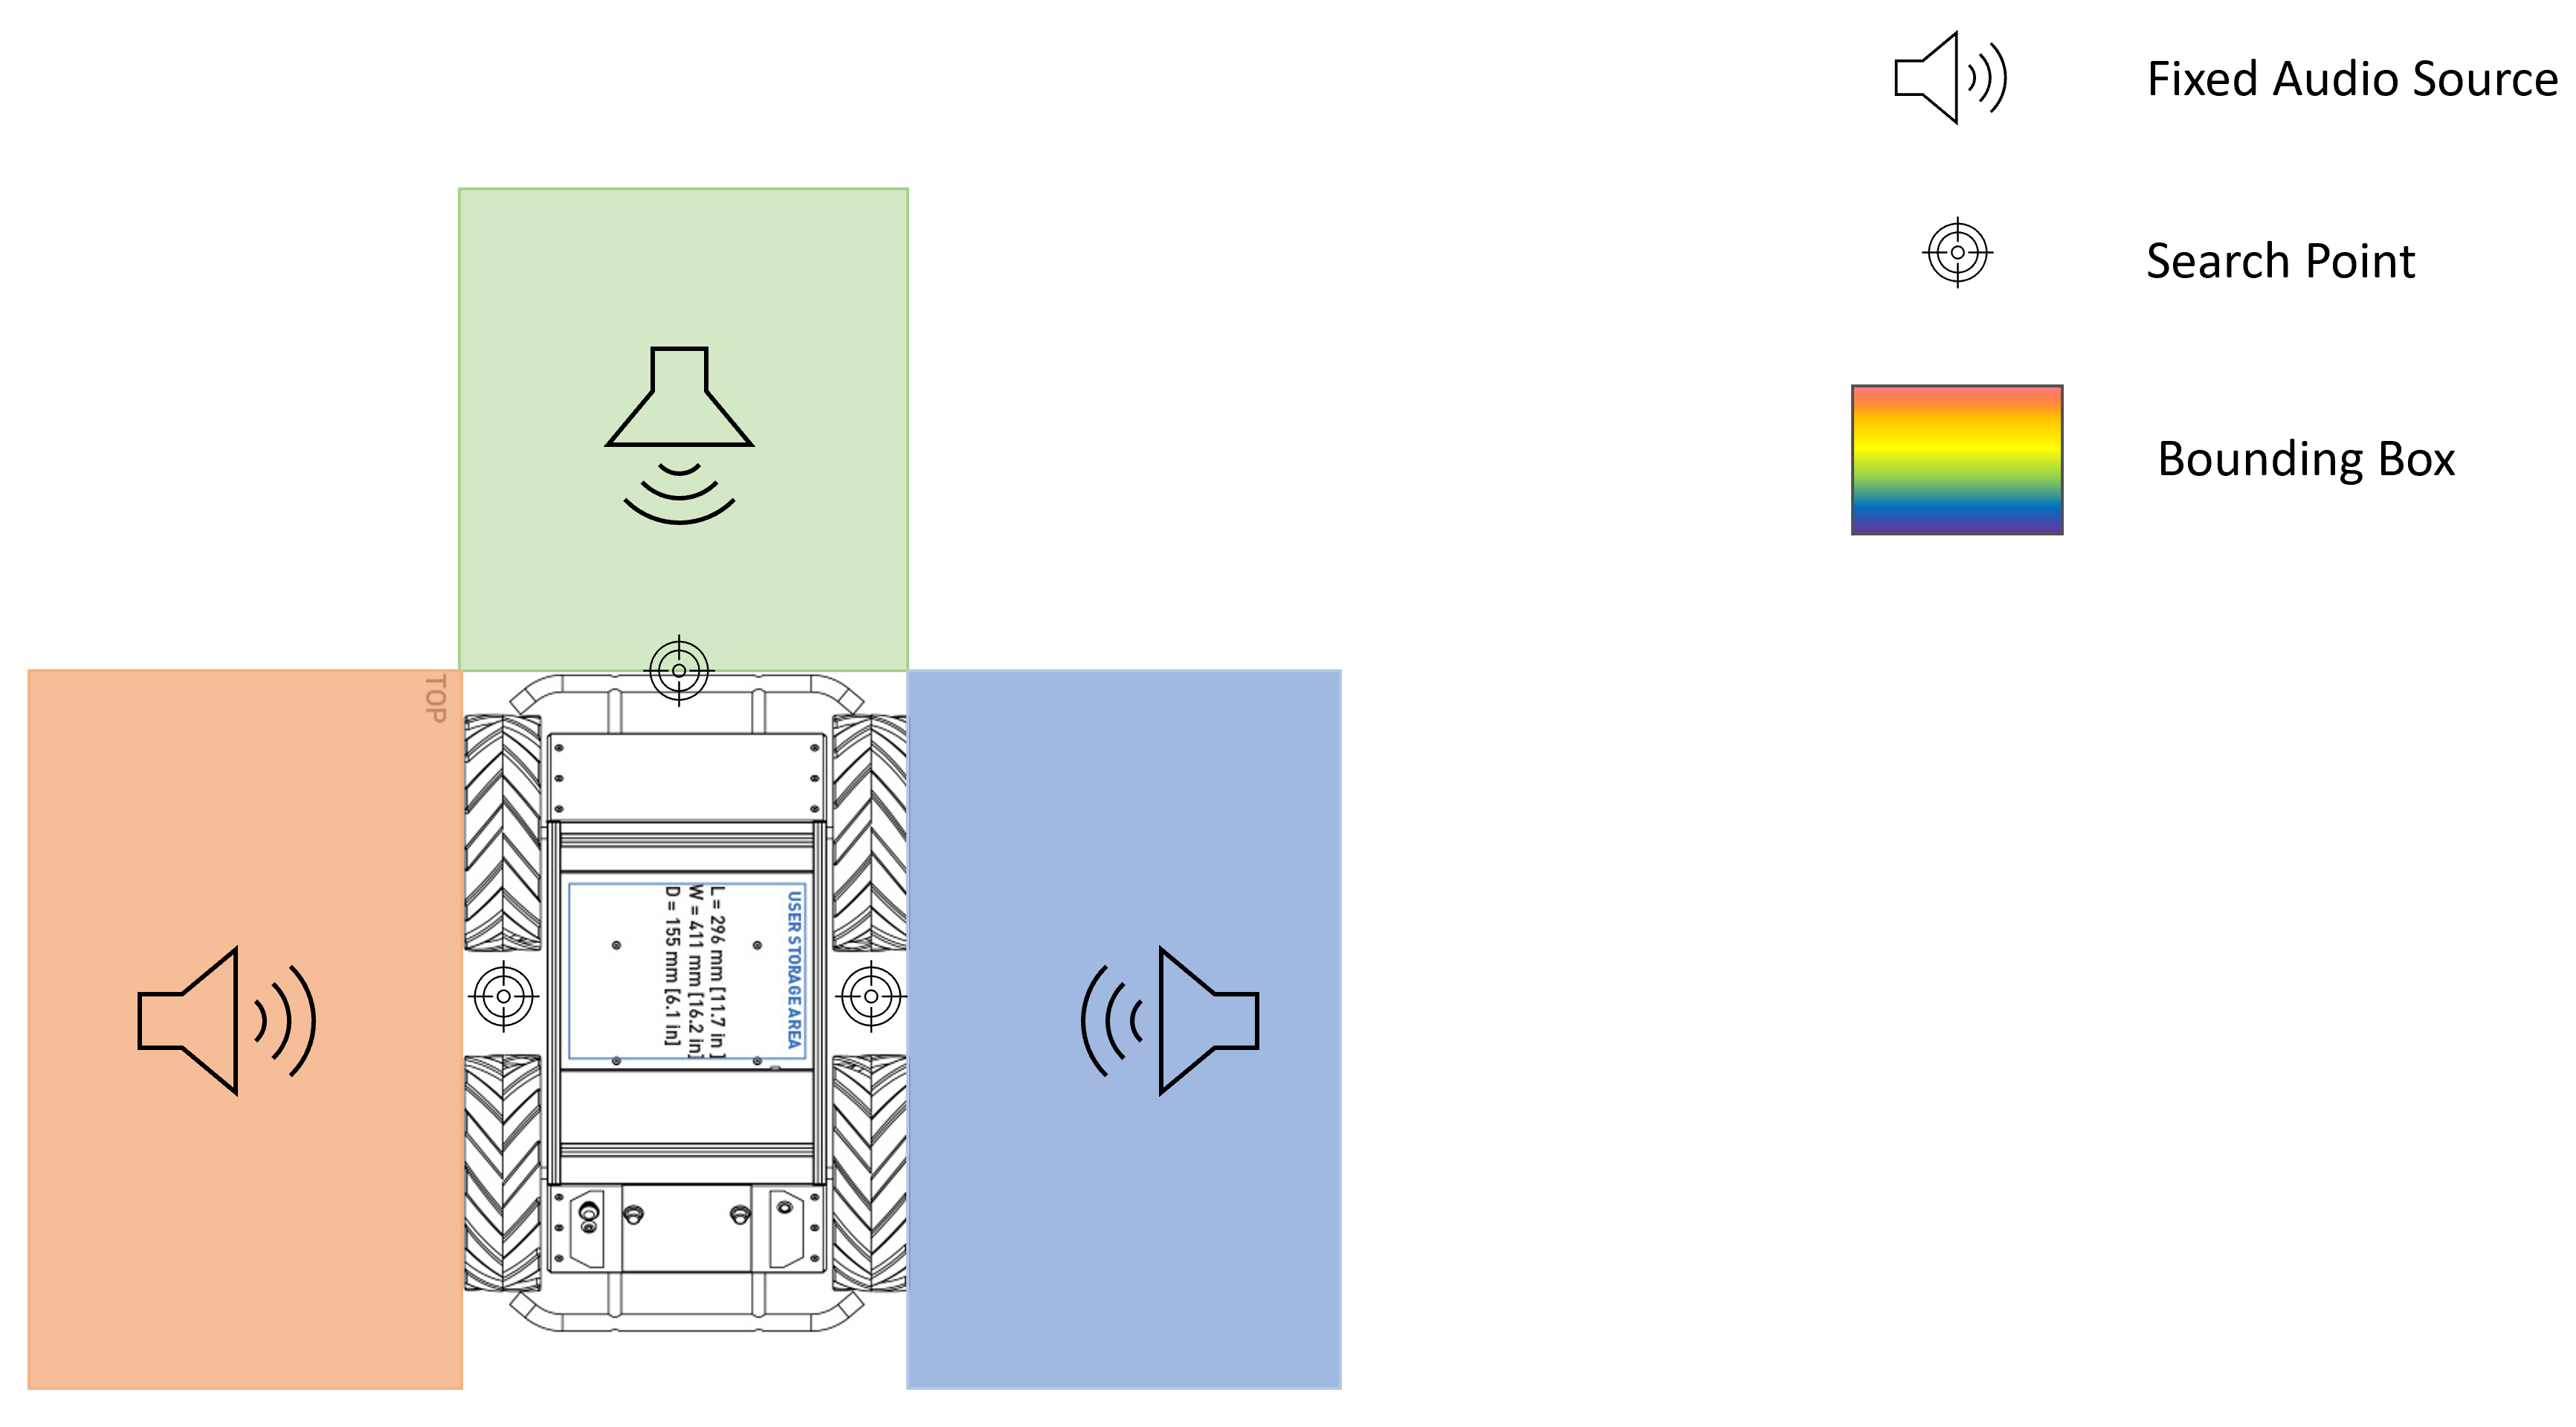 Fixed Audio Source
Search Point
Bounding Box
TOP
USER STORAGE AREA
L = 296 mm [11.7 in ]
W = 411 mm [16.2 in]
D = 155 mm [6.1 in]